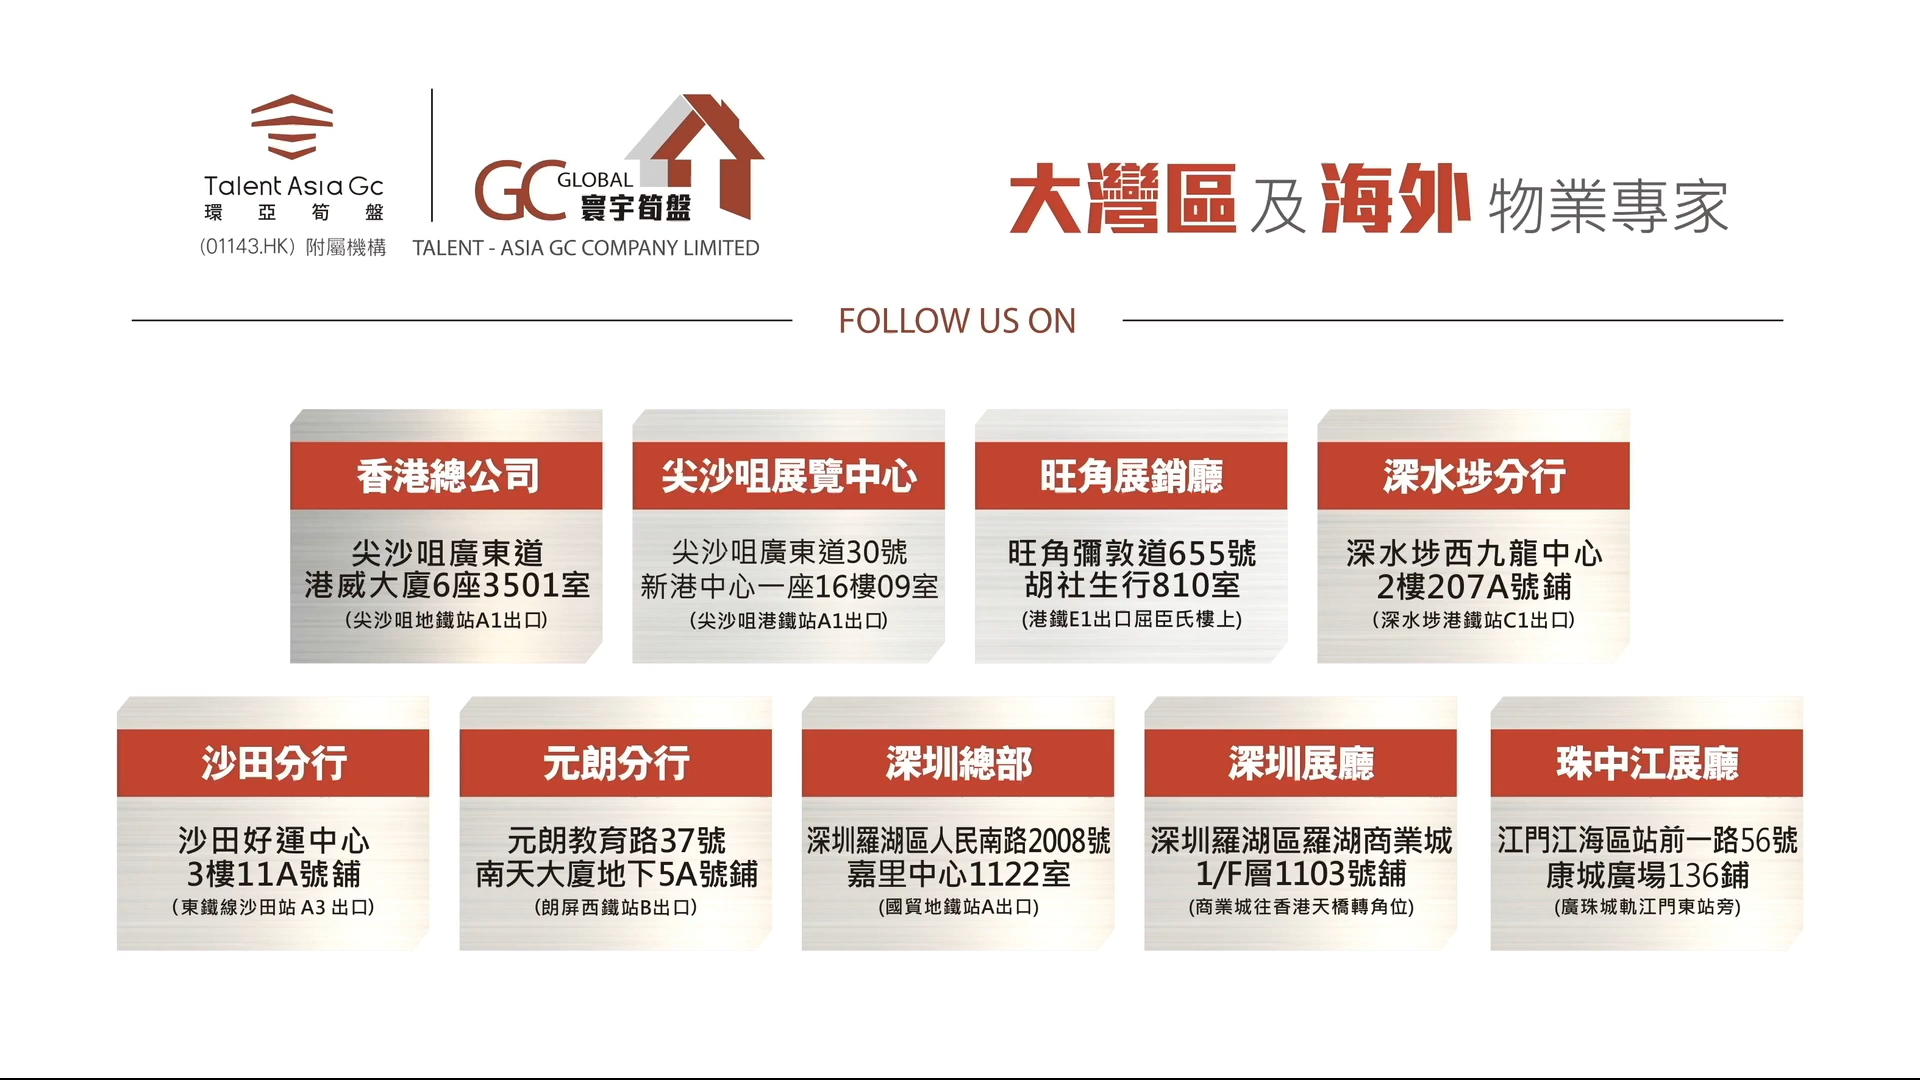 Talent Asia Gc
環亞筍盤
(01143.HK) 附屬機構
GC GLOBAL
寰宇筍盤
TALENT - ASIA GC COMPANY LIMITED
大灣區及海外物業專家
FOLLOW US ON
香港總公司
尖沙咀廣東道
港威大廈6座3501室
(尖沙咀地鐵站A1出口)
尖沙咀展覽中心
尖沙咀廣東道30號
新港中心一座16樓09室
(尖沙咀港鐵站A1出口)
旺角展銷廳
旺角彌敦道655號
胡社生行810室
(港鐵E1出口屈臣氏樓上)
深水埗分行
深水埗西九龍中心
2樓207A號鋪
(深水埗港鐵站C1出口)
沙田分行
沙田好運中心
3樓11A號舖
(東鐵線沙田站 A3 出口)
元朗分行
元朗教育路37號
南天大廈地下5A號鋪
(朗屏西鐵站B出口)
深圳總部
深圳羅湖區人民南路2008號
嘉里中心1122室
(國貿地鐵站A出口)
深圳展廳
深圳羅湖區羅湖商業城
1/F層1103號舖
(商業城往香港天橋轉角位)
珠中江展廳
江門江海區站前一路56號
康城廣場136鋪
(廣珠城軌江門東站旁)